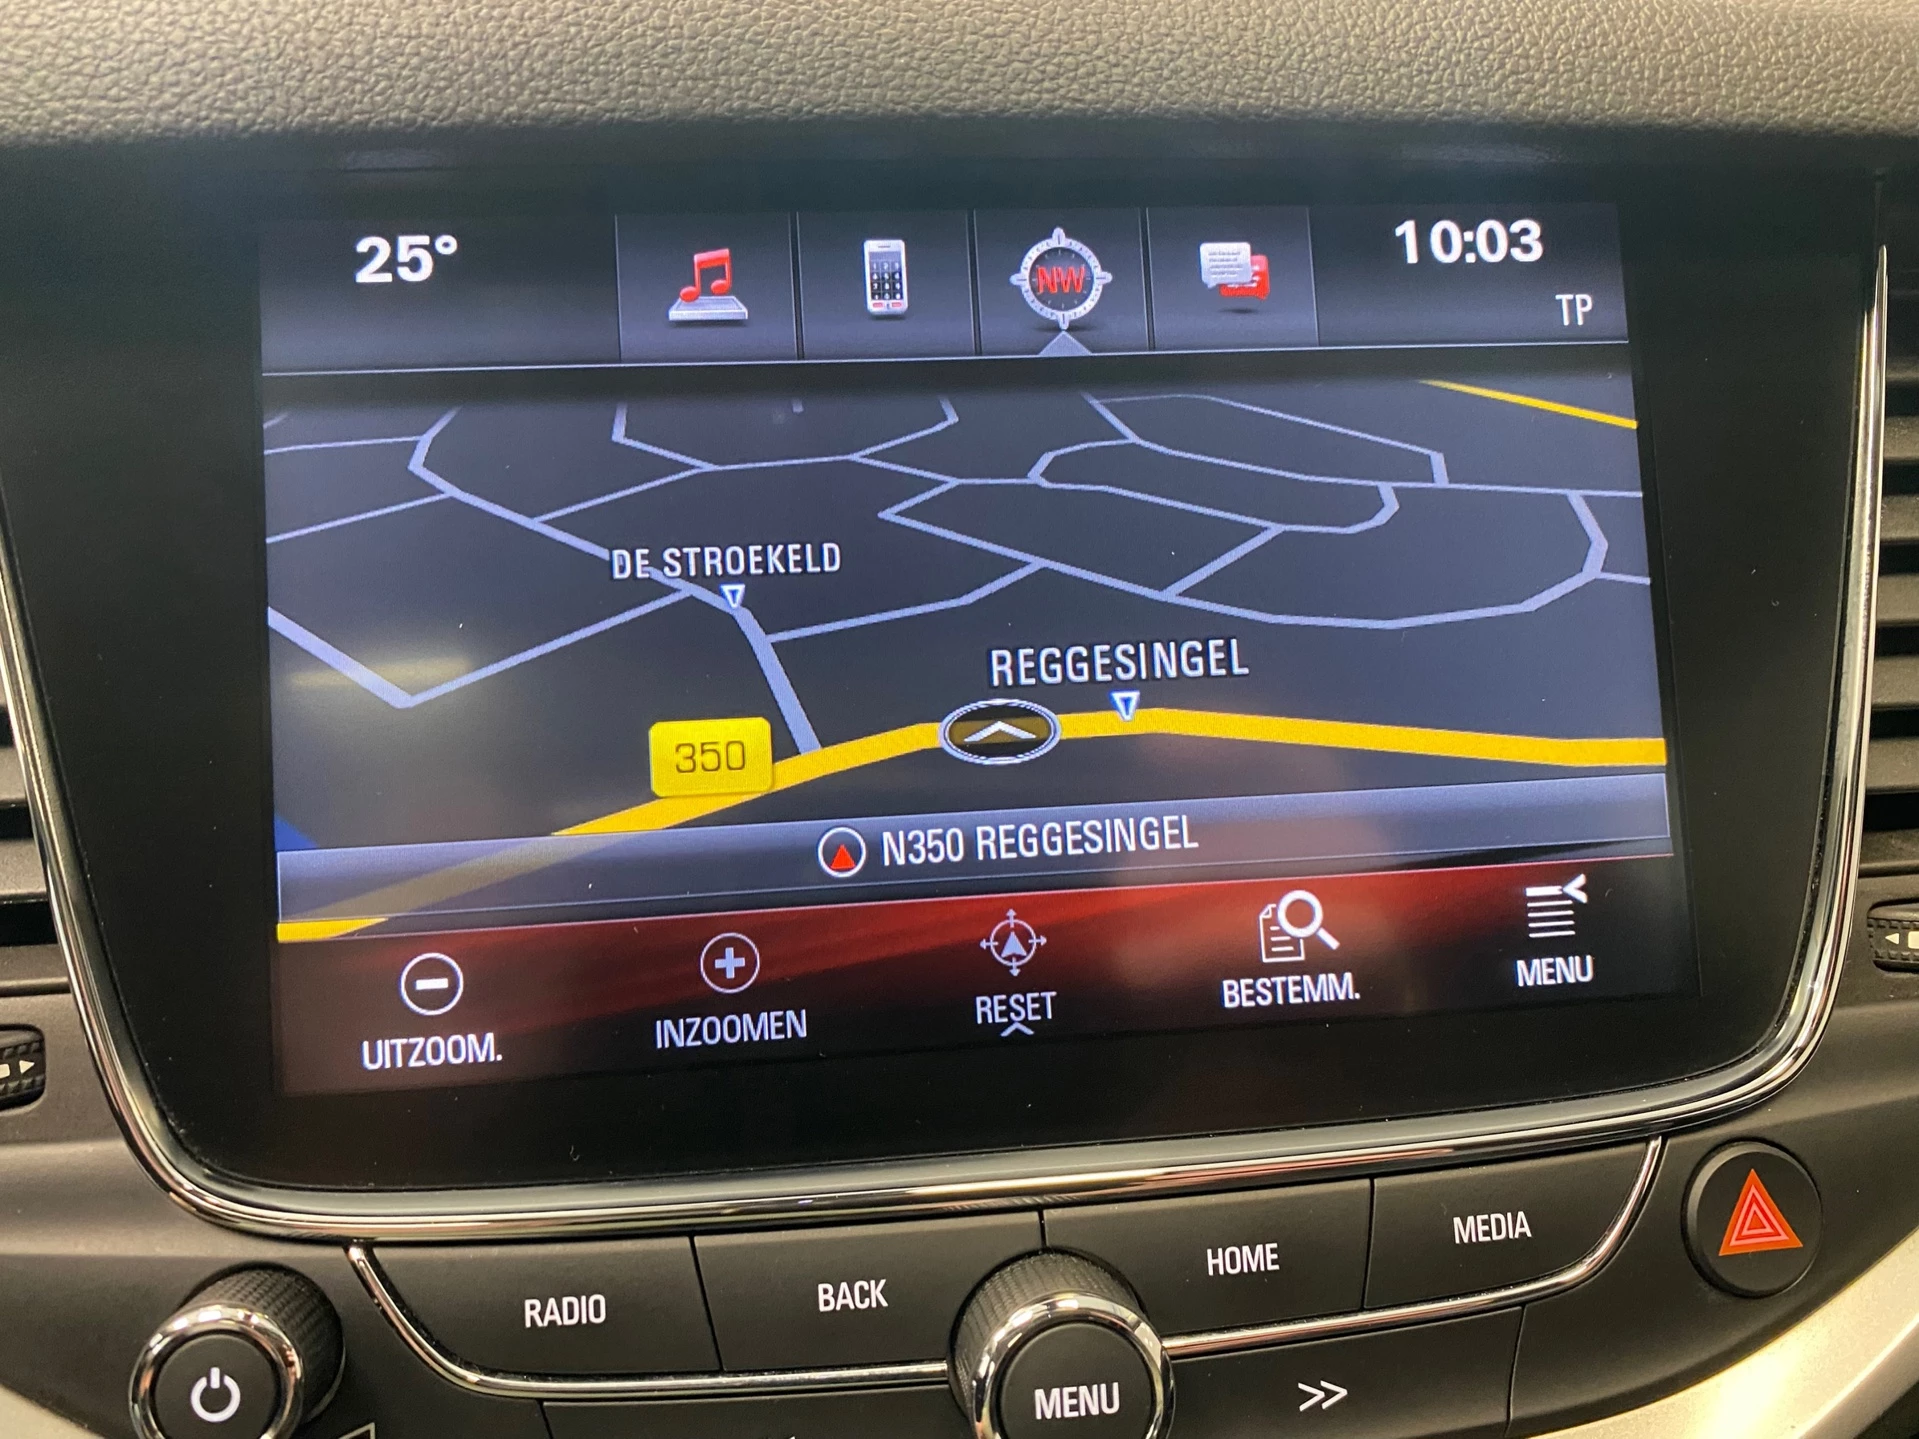 25°
NW
10:03
TP
DE STROEKELD
REGGESINGEL
350
N350 REGGESINGEL
UITZOOM.
INZOOMEN
RESET
BESTEMM.
MENU
RADIO
BACK
HOME
MEDIA
MENU